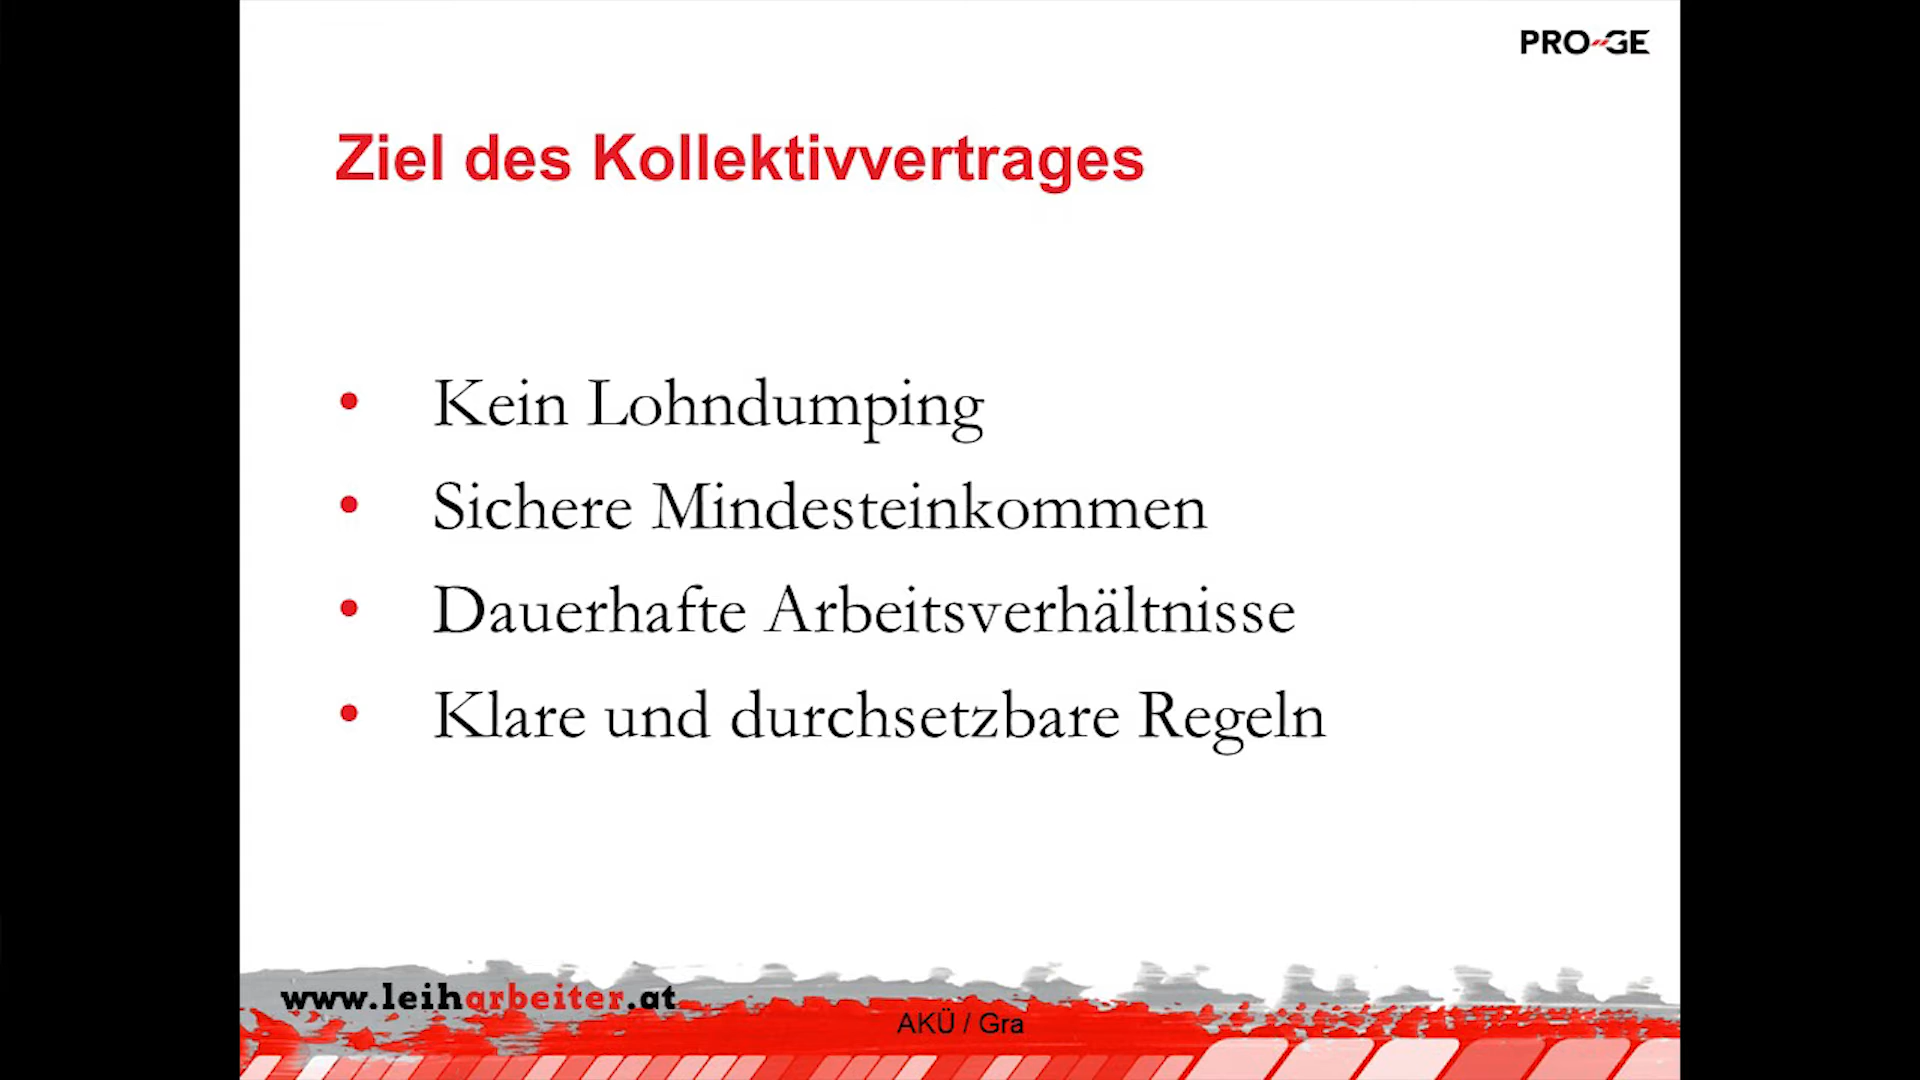 PRO-GE
Ziel des Kollektivvertrages
• Kein Lohndumping
• Sichere Mindesteinkommen
• Dauerhafte Arbeitsverhältnisse
• Klare und durchsetzbare Regeln
www.leiharbeiter.at
AKÜ / Gra